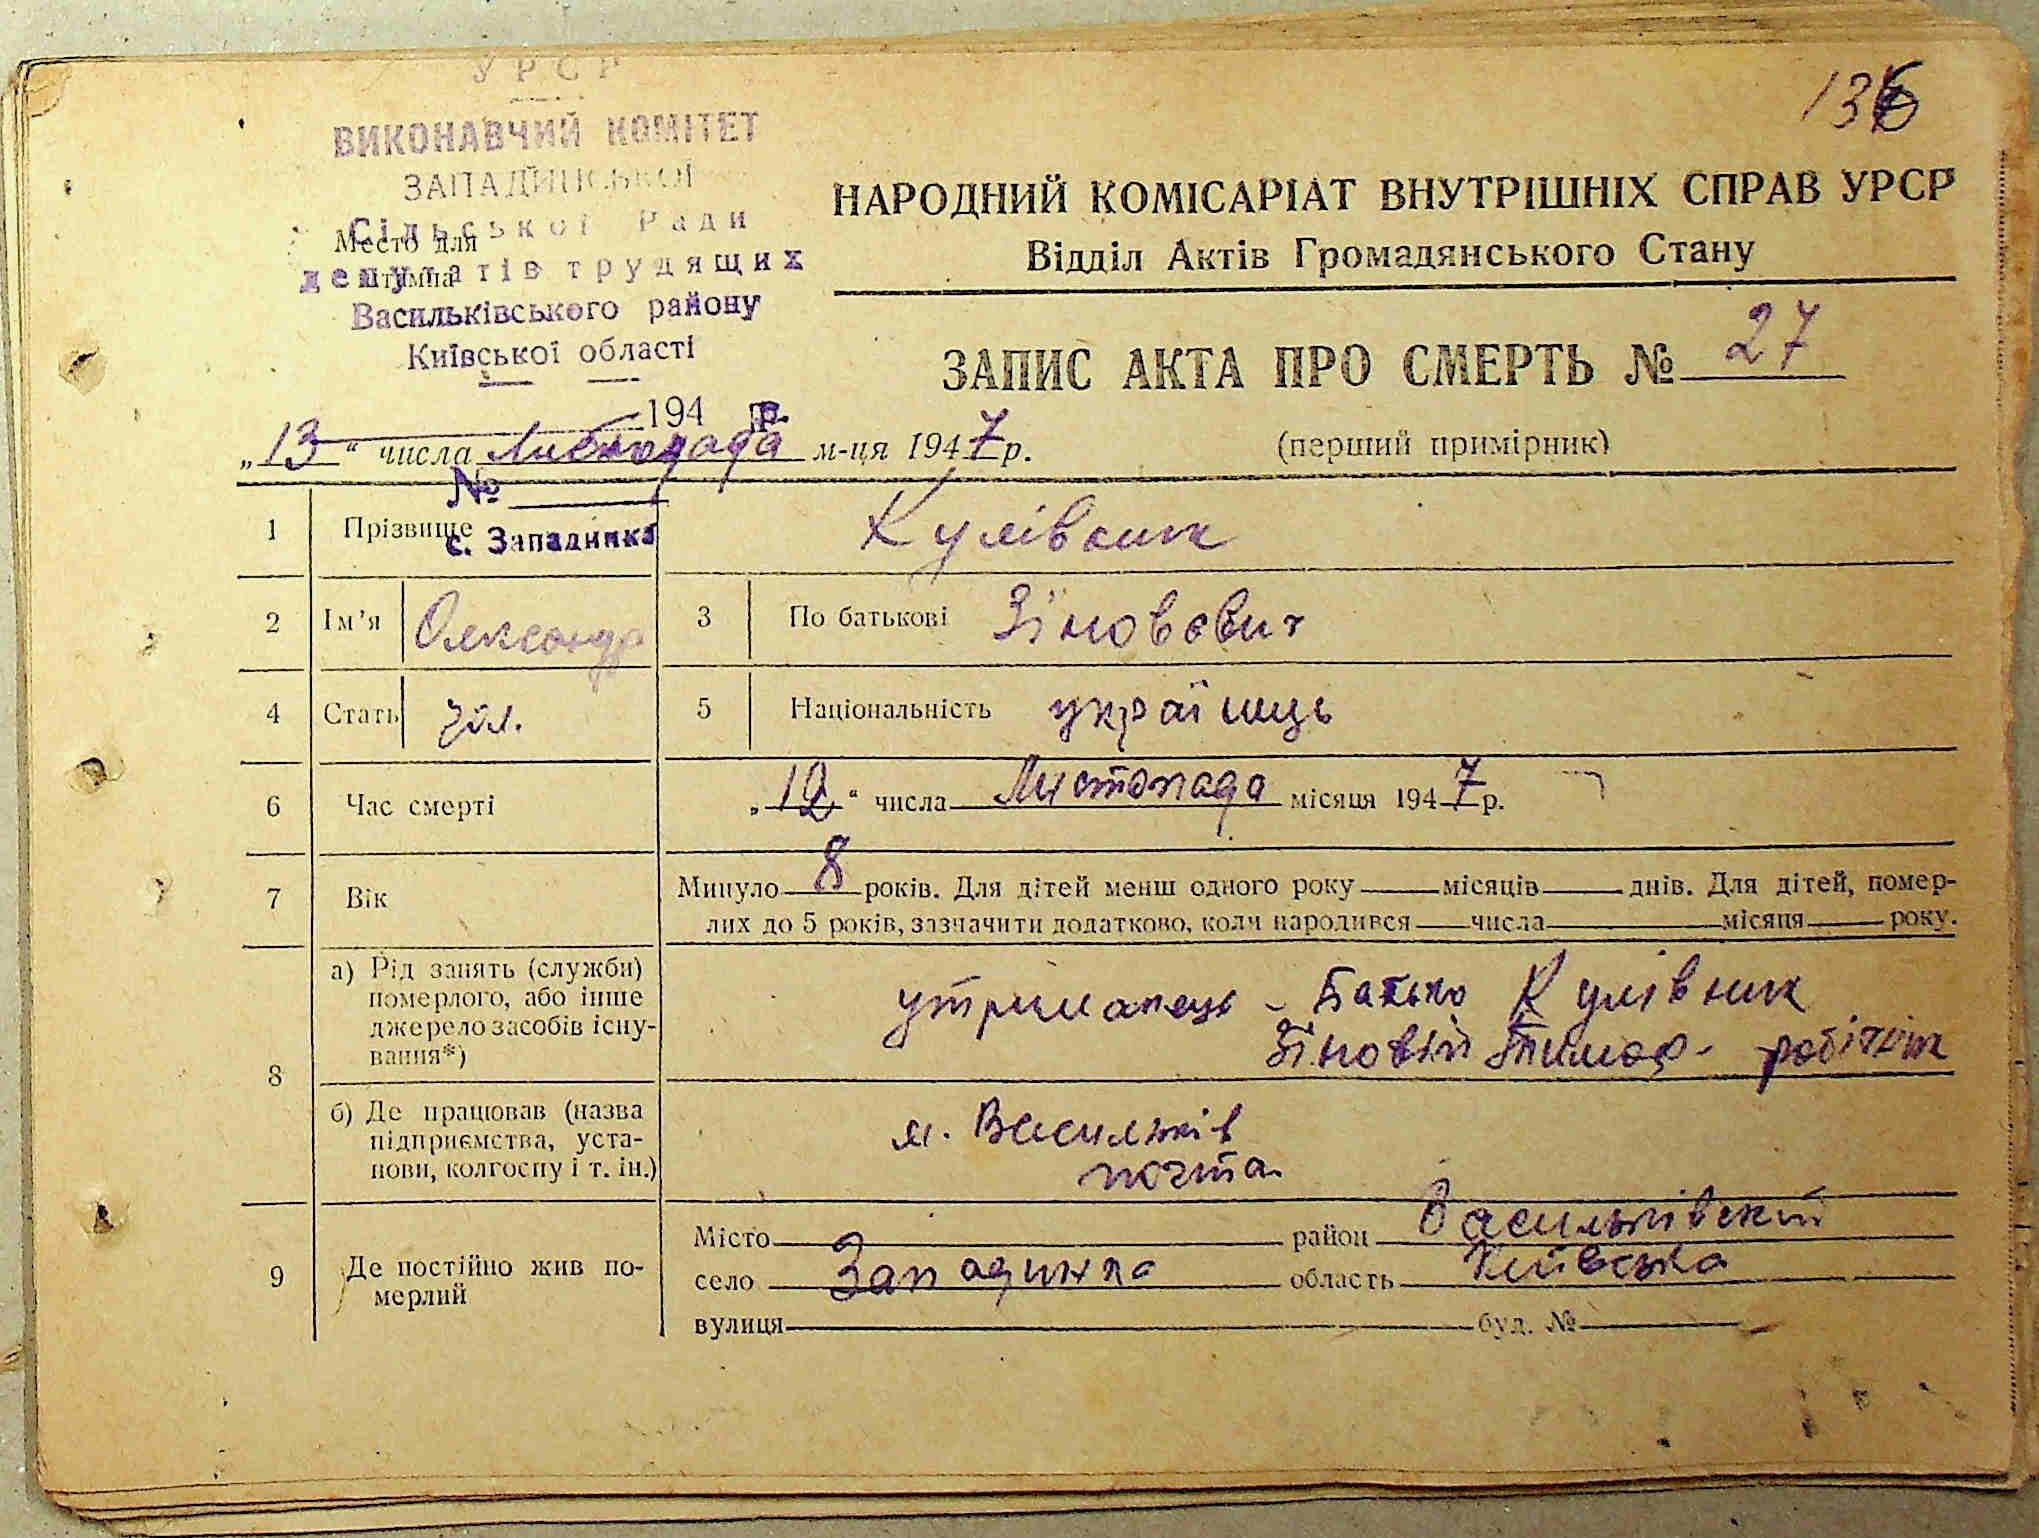 УРСР
ВИКОНАВЧИЙ КОМІТЕТ
ЗАПАДИНСЬКОЇ
Сільської Ради
Место для
депутатів трудящих
штампа
Васильківського району
Київської області
194 р.
№
с. Западинка
136
НАРОДНИЙ КОМІСАРІАТ ВНУТРІШНІХ СПРАВ УРСР
Відділ Актів Громадянського Стану
ЗАПИС АКТА ПРО СМЕРТЬ № 27
„13“ числа Листопада м-ця 1947 р.
(перший примірник)
1 Прізвище Кулівник
2 Ім'я Олександр 3 По батькові Зіновєвич
4 Стать чол. 5 Національність українець
6 Час смерті „12“ числа Листопада місяця 1947 р.
7 Вік Минуло 8 років. Для дітей менш одного року місяців днів. Для дітей, помер-
лих до 5 років, зазначити додатково, коли народився числа місяця року.
8 а) Рід занять (служби)
померлого, або інше
джерело засобів існу-
вання*)
утриманець - Батько Кулівник
Зіновій Тимоф- робітник
б) Де працював (назва
підприємства, уста-
нови, колгоспу і т. ін.)
м. Васильків
почта
9 Де постійно жив по-
мерлий
Місто район Васильківский
село Западинка область Київська
вулиця буд. №